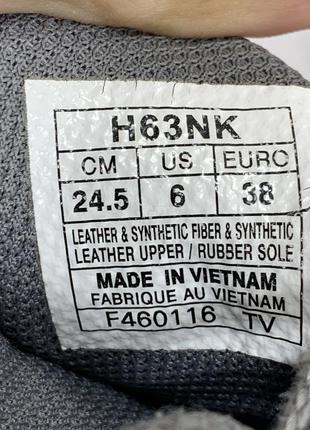 H63NK
CM US EURO
24.5 6 38
LEATHER & SYNTHETIC FIBER & SYNTHETIC
LEATHER UPPER / RUBBER SOLE
MADE IN VIETNAM
FABRIQUE AU VIETNAM
F460116 TV